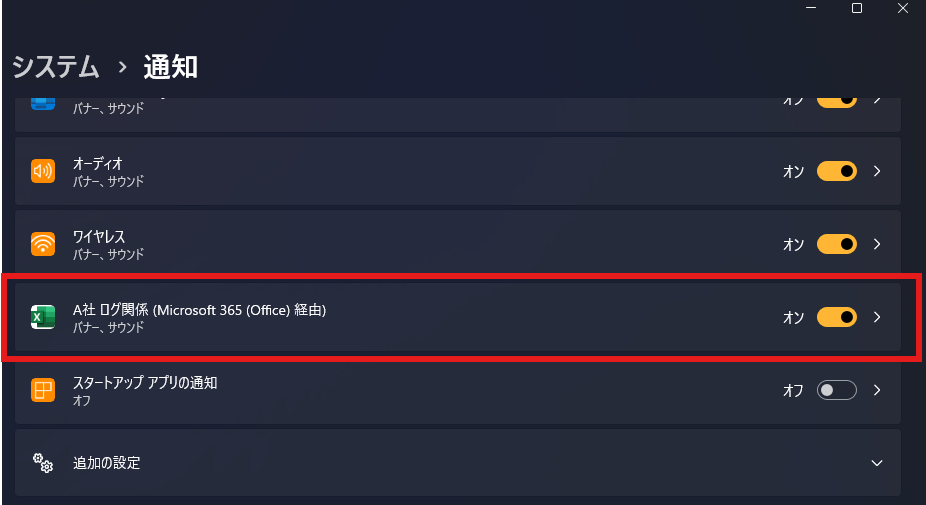 システム › 通知
バナー、サウンド
オン
オーディオ
バナー、サウンド
オン
ワイヤレス
バナー、サウンド
オン
A社 ログ関係 (Microsoft 365 (Office) 経由)
バナー、サウンド
オン
スタートアップ アプリの通知
オフ
オフ
追加の設定